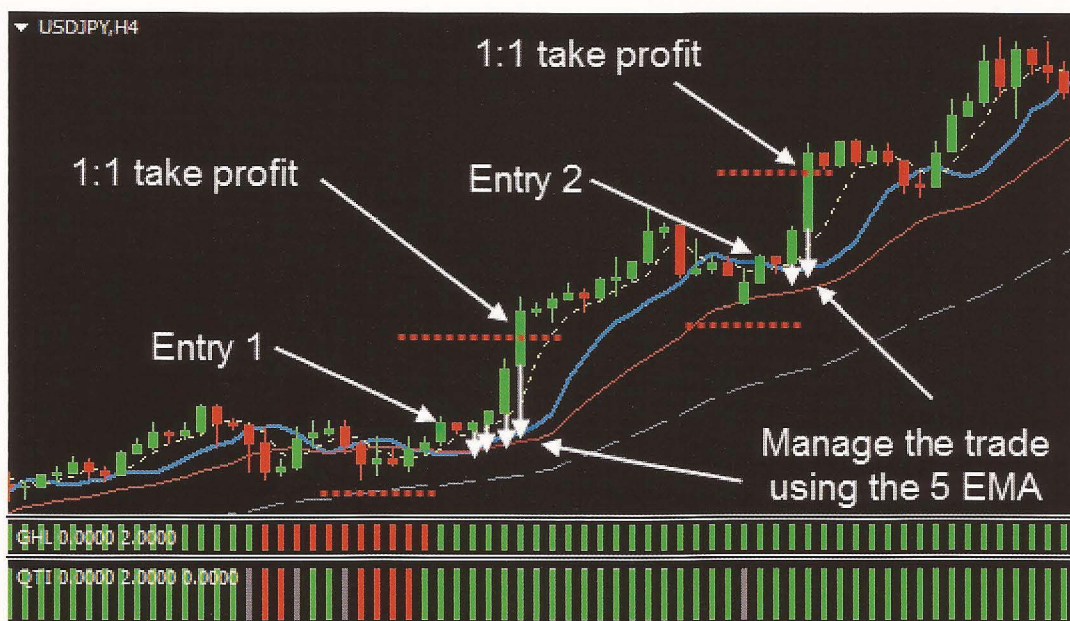 USDJPY,H4
1:1 take profit
1:1 take profit
Entry 2
Entry 1
Manage the trade
using the 5 EMA
GHL 0.0000 2.0000
QTI 0.0000 2.0000 0.0000